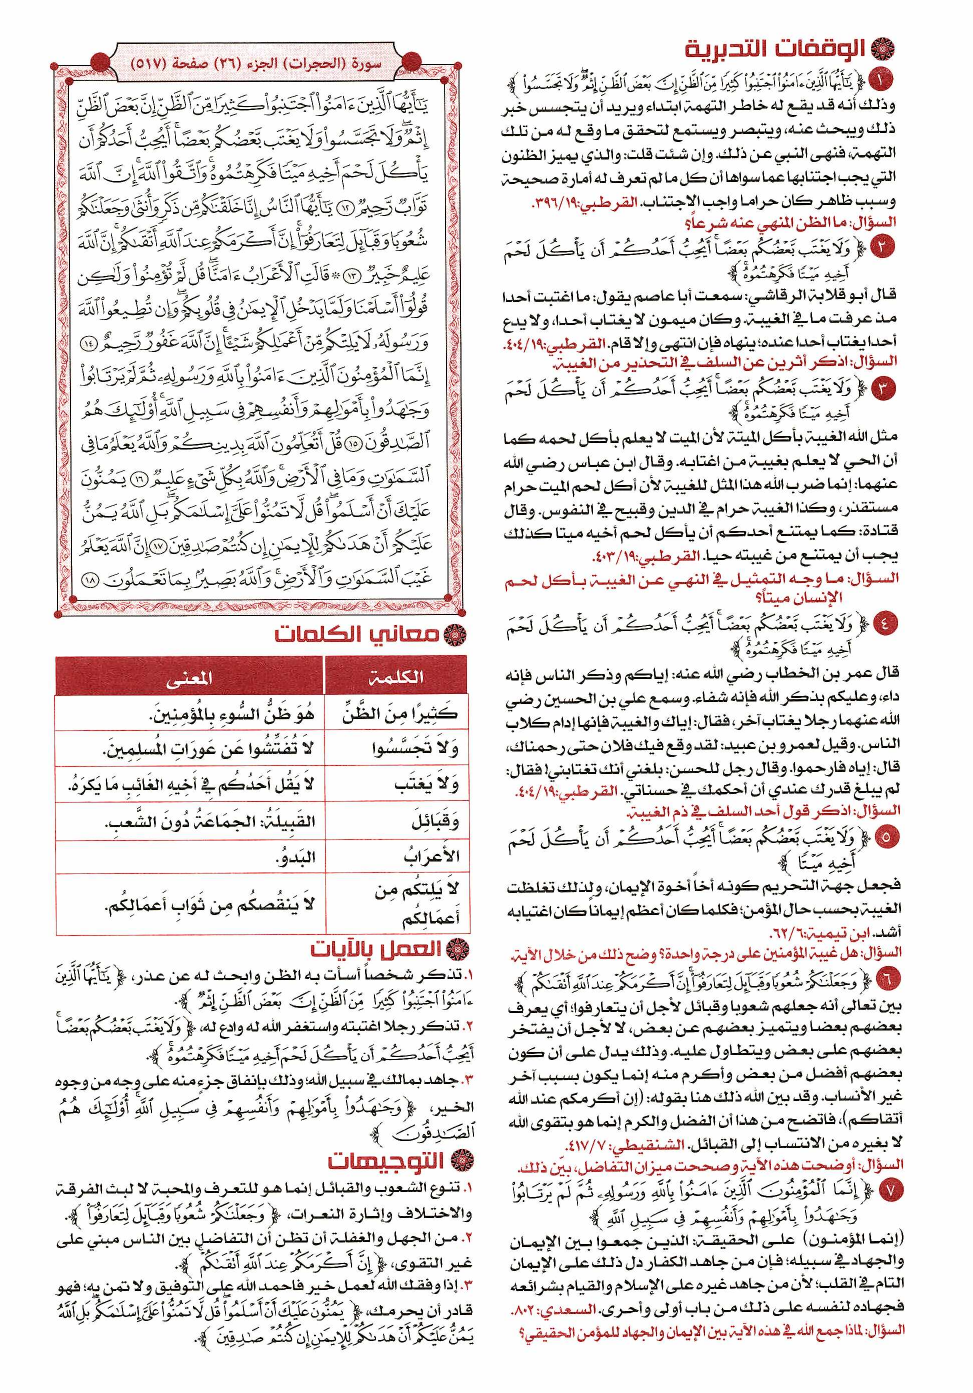 الوقفات التدبرية
١ ﴿ يَٰٓأَيُّهَا ٱلَّذِينَ ءَامَنُوا۟ ٱجْتَنِبُوا۟ كَثِيرًا مِّنَ ٱلظَّنِّ إِنَّ بَعْضَ ٱلظَّنِّ إِثْمٌ ۖ وَلَا تَجَسَّسُوا۟ ﴾
وذلك أنه قد يقع له خاطر التهمة ابتداء ويريد أن يتجسس خبر
ذلك ويبحث عنه، ويتبصر ويستمع لتحقق ما وقع له من تلك
التهمة، فنهى النبي عن ذلك. وإن شئت قلت: والذي يميز الظنون
التي يجب اجتنابها عما سواها أن كل ما لم تعرف له أمارة صحيحة
وسبب ظاهر كان حراما واجب الاجتناب. القرطبي:١٩/ ٣٩٦.
السؤال: ما الظن المنهي عنه شرعاً؟
٢ ﴿ وَلَا يَغْتَب بَّعْضُكُم بَعْضًا ۚ أَيُحِبُّ أَحَدُكُمْ أَن يَأْكُلَ لَحْمَ
أَخِيهِ مَيْتًا فَكَرِهْتُمُوهُ ۚ ﴾
قال أبو قلابة الرقاشي: سمعت أبا عاصم يقول: ما اغتبت أحدا
مذ عرفت ما في الغيبة. وكان ميمون لا يغتاب أحدا، ولا يدع
أحدا يغتاب أحدا عنده؛ ينهاه فإن انتهى وإلا قام. القرطبي:١٩/ ٤٠٤.
السؤال: اذكر أثرين عن السلف في التحذير من الغيبة.
٣ ﴿ وَلَا يَغْتَب بَّعْضُكُم بَعْضًا ۚ أَيُحِبُّ أَحَدُكُمْ أَن يَأْكُلَ لَحْمَ
أَخِيهِ مَيْتًا فَكَرِهْتُمُوهُ ۚ ﴾
مثل الله الغيبة بأكل الميتة لأن الميت لا يعلم بأكل لحمه كما
أن الحي لا يعلم بغيبة من اغتابه. وقال ابن عباس رضي الله
عنهما: إنما ضرب الله هذا المثل للغيبة لأن أكل لحم الميت حرام
مستقذر، وكذا الغيبة حرام في الدين وقبيح في النفوس. وقال
قتادة: كما يمتنع أحدكم أن يأكل لحم أخيه ميتا كذلك
يجب أن يمتنع من غيبته حيا. القرطبي:١٩/ ٤٠٣.
السؤال: ما وجه التمثيل في النهي عن الغيبة بأكل لحم
الإنسان ميتاً؟
٤ ﴿ وَلَا يَغْتَب بَّعْضُكُم بَعْضًا ۚ أَيُحِبُّ أَحَدُكُمْ أَن يَأْكُلَ لَحْمَ
أَخِيهِ مَيْتًا فَكَرِهْتُمُوهُ ۚ ﴾
قال عمر بن الخطاب رضي الله عنه: إياكم وذكر الناس فإنه
داء، وعليكم بذكر الله فإنه شفاء. وسمع علي بن الحسين رضي
الله عنهما رجلا يغتاب آخر، فقال: إياك والغيبة فإنها إدام كلاب
الناس. وقيل لعمرو بن عبيد: لقد وقع فيك فلان حتى رحمناك،
قال: إياه فارحموا. وقال رجل للحسن: بلغني أنك تغتابني! فقال:
لم يبلغ قدرك عندي أن أحكمك في حسناتي. القرطبي:١٩/ ٤٠٤.
السؤال: اذكر قول أحد السلف في ذم الغيبة.
٥ ﴿ وَلَا يَغْتَب بَّعْضُكُم بَعْضًا ۚ أَيُحِبُّ أَحَدُكُمْ أَن يَأْكُلَ لَحْمَ
أَخِيهِ مَيْتًا ﴾
فجعل جهة التحريم كونه أخاً أخوة الإيمان، ولذلك تغلظت
الغيبة بحسب حال المؤمن؛ فكلما كان أعظم إيماناً كان اغتيابه
أشد. ابن تيمية:٦/ ٦٢.
السؤال: هل غيبة المؤمنين على درجة واحدة؟ وضح ذلك من خلال الآية.
٦ ﴿ وَجَعَلْنَٰكُمْ شُعُوبًا وَقَبَآئِلَ لِتَعَارَفُوٓا۟ ۚ إِنَّ أَكْرَمَكُمْ عِندَ ٱللَّهِ أَتْقَىٰكُمْ ﴾
بين تعالى أنه جعلهم شعوبا وقبائل لأجل أن يتعارفوا؛ أي يعرف
بعضهم بعضا ويتميز بعضهم عن بعض، لا لأجل أن يفتخر
بعضهم على بعض ويتطاول عليه. وذلك يدل على أن كون
بعضهم أفضل من بعض وأكرم منه إنما يكون بسبب آخر
غير الأنساب. وقد بين الله ذلك هنا بقوله: (إن أكرمكم عند الله
أتقاكم)، فاتضح من هذا أن الفضل والكرم إنما هو بتقوى الله
لا بغيره من الانتساب إلى القبائل. الشنقيطي:٧/ ٤١٧.
السؤال: أوضحت هذه الآية وصححت ميزان التفاضل، بيّن ذلك.
٧ ﴿ إِنَّمَا ٱلْمُؤْمِنُونَ ٱلَّذِينَ ءَامَنُوا۟ بِٱللَّهِ وَرَسُولِهِۦ ثُمَّ لَمْ يَرْتَابُوا۟
وَجَٰهَدُوا۟ بِأَمْوَٰلِهِمْ وَأَنفُسِهِمْ فِى سَبِيلِ ٱللَّهِ ﴾
(إنما المؤمنون) على الحقيقة: الذين جمعوا بين الإيمان
والجهاد في سبيله؛ فإن من جاهد الكفار دل ذلك على الإيمان
التام في القلب؛ لأن من جاهد غيره على الإسلام والقيام بشرائعه
فجهاده لنفسه على ذلك من باب أولى وأحرى. السعدي:٨٠٢.
السؤال: لماذا جمع الله في هذه الآية بين الإيمان والجهاد للمؤمن الحقيقي؟
سورة (الحجرات) الجزء (٢٦) صفحة (٥١٧)
يَٰٓأَيُّهَا ٱلَّذِينَ ءَامَنُوا۟ ٱجْتَنِبُوا۟ كَثِيرًا مِّنَ ٱلظَّنِّ إِنَّ بَعْضَ ٱلظَّنِّ
إِثْمٌ ۖ وَلَا تَجَسَّسُوا۟ وَلَا يَغْتَب بَّعْضُكُم بَعْضًا ۚ أَيُحِبُّ أَحَدُكُمْ أَن
يَأْكُلَ لَحْمَ أَخِيهِ مَيْتًا فَكَرِهْتُمُوهُ ۚ وَٱتَّقُوا۟ ٱللَّهَ ۚ إِنَّ ٱللَّهَ
تَوَّابٌ رَّحِيمٌ ١٢ يَٰٓأَيُّهَا ٱلنَّاسُ إِنَّا خَلَقْنَٰكُم مِّن ذَكَرٍ وَأُنثَىٰ وَجَعَلْنَٰكُمْ
شُعُوبًا وَقَبَآئِلَ لِتَعَارَفُوٓا۟ ۚ إِنَّ أَكْرَمَكُمْ عِندَ ٱللَّهِ أَتْقَىٰكُمْ ۚ إِنَّ ٱللَّهَ
عَلِيمٌ خَبِيرٌ ١٣ ۞ قَالَتِ ٱلْأَعْرَابُ ءَامَنَّا ۖ قُل لَّمْ تُؤْمِنُوا۟ وَلَٰكِن
قُولُوٓا۟ أَسْلَمْنَا وَلَمَّا يَدْخُلِ ٱلْإِيمَٰنُ فِى قُلُوبِكُمْ ۖ وَإِن تُطِيعُوا۟ ٱللَّهَ
وَرَسُولَهُۥ لَا يَلِتْكُم مِّنْ أَعْمَٰلِكُمْ شَيْـًٔا ۚ إِنَّ ٱللَّهَ غَفُورٌ رَّحِيمٌ ١٤
إِنَّمَا ٱلْمُؤْمِنُونَ ٱلَّذِينَ ءَامَنُوا۟ بِٱللَّهِ وَرَسُولِهِۦ ثُمَّ لَمْ يَرْتَابُوا۟
وَجَٰهَدُوا۟ بِأَمْوَٰلِهِمْ وَأَنفُسِهِمْ فِى سَبِيلِ ٱللَّهِ ۚ أُو۟لَٰٓئِكَ هُمُ
ٱلصَّٰدِقُونَ ١٥ قُلْ أَتُعَلِّمُونَ ٱللَّهَ بِدِينِكُمْ وَٱللَّهُ يَعْلَمُ مَا فِى
ٱلسَّمَٰوَٰتِ وَمَا فِى ٱلْأَرْضِ ۚ وَٱللَّهُ بِكُلِّ شَىْءٍ عَلِيمٌ ١٦ يَمُنُّونَ
عَلَيْكَ أَنْ أَسْلَمُوا۟ ۖ قُل لَّا تَمُنُّوا۟ عَلَىَّ إِسْلَٰمَكُم ۖ بَلِ ٱللَّهُ يَمُنُّ
عَلَيْكُمْ أَنْ هَدَىٰكُمْ لِلْإِيمَٰنِ إِن كُنتُمْ صَٰدِقِينَ ١٧ إِنَّ ٱللَّهَ يَعْلَمُ
غَيْبَ ٱلسَّمَٰوَٰتِ وَٱلْأَرْضِ ۚ وَٱللَّهُ بَصِيرٌۢ بِمَا تَعْمَلُونَ ١٨
معاني الكلمات
الكلمة المعنى
كَثِيرًا مِنَ الظَّنِّ هُوَ ظَنُّ السُّوءِ بِالمُؤمِنِينَ.
وَلَا تَجَسَّسُوا لَا تُفَتِّشُوا عَن عَورَاتِ المُسلِمِينَ.
وَلَا يَغتَب لَا يَقُل أَحَدُكُم فِي أَخِيهِ الغَائِبِ مَا يَكرَهُ.
وَقَبَائِلَ القَبِيلَةُ: الجَمَاعَةُ دُونَ الشَّعبِ.
الأَعرَابُ البَدوُ.
لَا يَلِتكُم مِن
أَعمَالِكُم لَا يَنقُصكُم مِن ثَوَابِ أَعمَالِكُم.
العمل بالآيات
١. تذكر شخصاً أسأت به الظن وابحث له عن عذر، ﴿ يَٰٓأَيُّهَا ٱلَّذِينَ
ءَامَنُوا۟ ٱجْتَنِبُوا۟ كَثِيرًا مِّنَ ٱلظَّنِّ إِنَّ بَعْضَ ٱلظَّنِّ إِثْمٌ ﴾.
٢. تذكر رجلا اغتبته واستغفر الله له وادع له، ﴿ وَلَا يَغْتَب بَّعْضُكُم بَعْضًا ۚ
أَيُحِبُّ أَحَدُكُمْ أَن يَأْكُلَ لَحْمَ أَخِيهِ مَيْتًا فَكَرِهْتُمُوهُ ۚ ﴾.
٣. جاهد بمالك في سبيل الله؛ وذلك بإنفاق جزءٍ منه على وجه من وجوه
الخير، ﴿ وَجَٰهَدُوا۟ بِأَمْوَٰلِهِمْ وَأَنفُسِهِمْ فِى سَبِيلِ ٱللَّهِ ۚ أُو۟لَٰٓئِكَ هُمُ
ٱلصَّٰدِقُونَ ﴾
التوجيهات
١. تنوع الشعوب والقبائل إنما هو للتعرف والمحبة لا لبث الفرقة
والاختلاف وإثارة النعرات، ﴿ وَجَعَلْنَٰكُمْ شُعُوبًا وَقَبَآئِلَ لِتَعَارَفُوٓا۟ ﴾.
٢. من الجهل والغفلة أن تظن أن التفاضل بين الناس مبني على
غير التقوى، ﴿ إِنَّ أَكْرَمَكُمْ عِندَ ٱللَّهِ أَتْقَىٰكُمْ ﴾.
٣. إذا وفقك الله لعمل خير فاحمد الله على التوفيق ولا تمن به؛ فهو
قادر أن يحرمك، ﴿ يَمُنُّونَ عَلَيْكَ أَنْ أَسْلَمُوا۟ ۖ قُل لَّا تَمُنُّوا۟ عَلَىَّ إِسْلَٰمَكُم ۖ بَلِ ٱللَّهُ
يَمُنُّ عَلَيْكُمْ أَنْ هَدَىٰكُمْ لِلْإِيمَٰنِ إِن كُنتُمْ صَٰدِقِينَ ﴾.